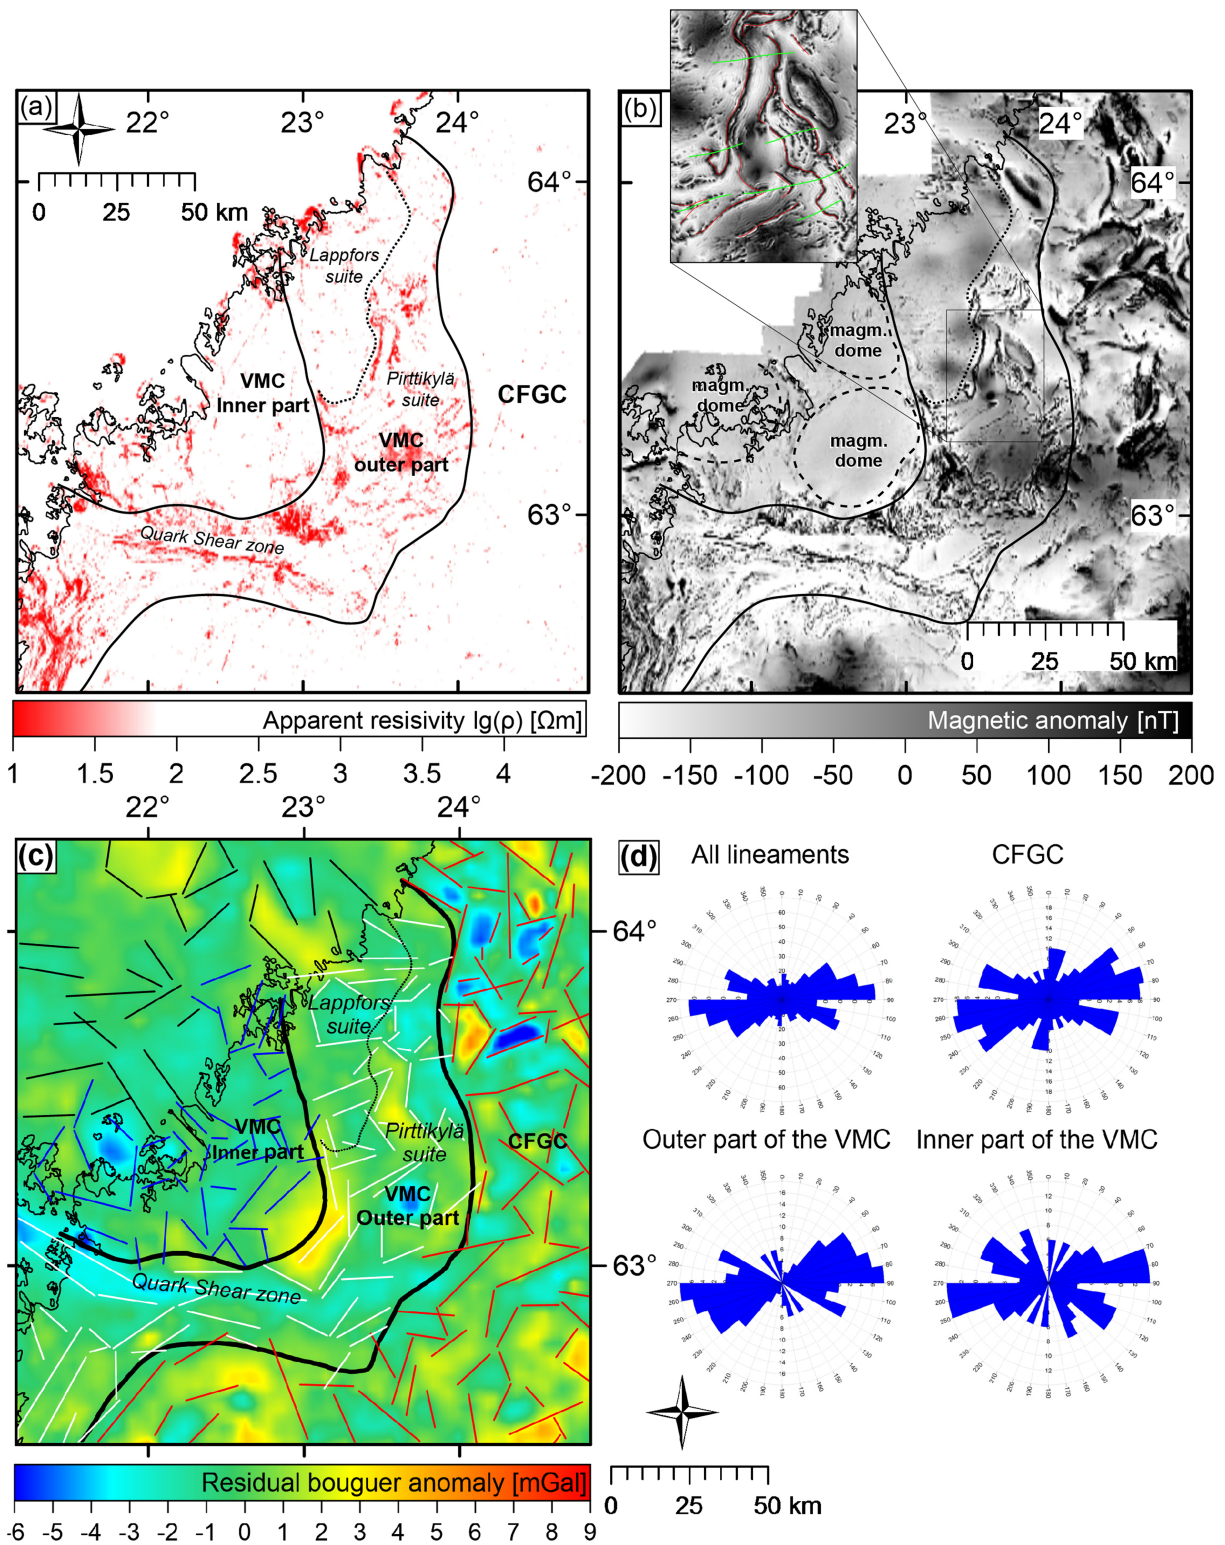 (a)
22°
23°
24°
0 25 50 km
64°
63°
Lappfors
suite
VMC
Inner part
Pirttikylä
suite
CFGC
VMC
outer part
Quark Shear zone
Apparent resisivity lg(ρ) [Ωm]
1 1.5 2 2.5 3 3.5 4
(b)
23°
24°
64°
63°
magm.
dome
magm.
dome
magm.
dome
0 25 50 km
Magnetic anomaly [nT]
-200 -150 -100 -50 0 50 100 150 200
22° 23° 24°
(c)
64°
63°
Lappfors
suite
VMC
Inner part
Pirttikylä
suite
CFGC
VMC
Outer part
Quark Shear zone
Residual bouguer anomaly [mGal]
-6 -5 -4 -3 -2 -1 0 1 2 3 4 5 6 7 8 9
(d)
All lineaments
CFGC
Outer part of the VMC
Inner part of the VMC
0 25 50 km